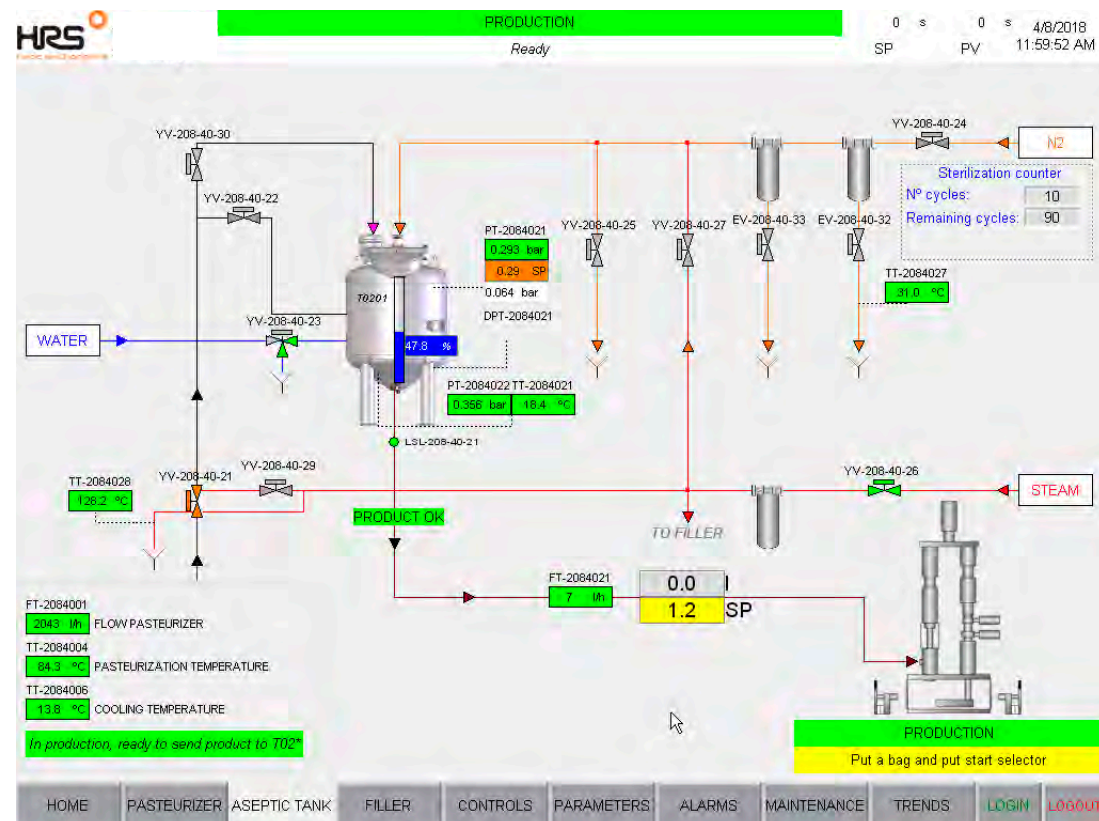 HRS
PRODUCTION
Ready
0 s 0 s
SP PV
4/8/2018
11:59:52 AM
YV-208-40-30
YV-208-40-24
N2
Sterilization counter
Nº cycles: 10
Remaining cycles: 90
YV-208-40-22
PT-2084021
0.293 bar
0.29 SP
0.064 bar
DPT-2084021
YV-208-40-25
YV-208-40-27
EV-208-40-33
EV-208-40-32
TT-2084027
31.0 ºC
T0201
YV-208-40-23
WATER
47.8 %
PT-2084022 TT-2084021
0.356 bar 18.4 ºC
LSL-208-40-21
TT-2084028
128.2 ºC
YV-208-40-21
YV-208-40-29
YV-208-40-26
STEAM
PRODUCT OK
TO FILLER
FT-2084021
7 l/h
0.0 l
1.2 SP
FT-2084001
2043 l/h FLOW PASTEURIZER
TT-2084004
84.3 ºC PASTEURIZATION TEMPERATURE
TT-2084006
13.8 ºC COOLING TEMPERATURE
In production, ready to send product to T02*
PRODUCTION
Put a bag and put start selector
HOME PASTEURIZER ASEPTIC TANK FILLER CONTROLS PARAMETERS ALARMS MAINTENANCE TRENDS LOGIN LOGOUT